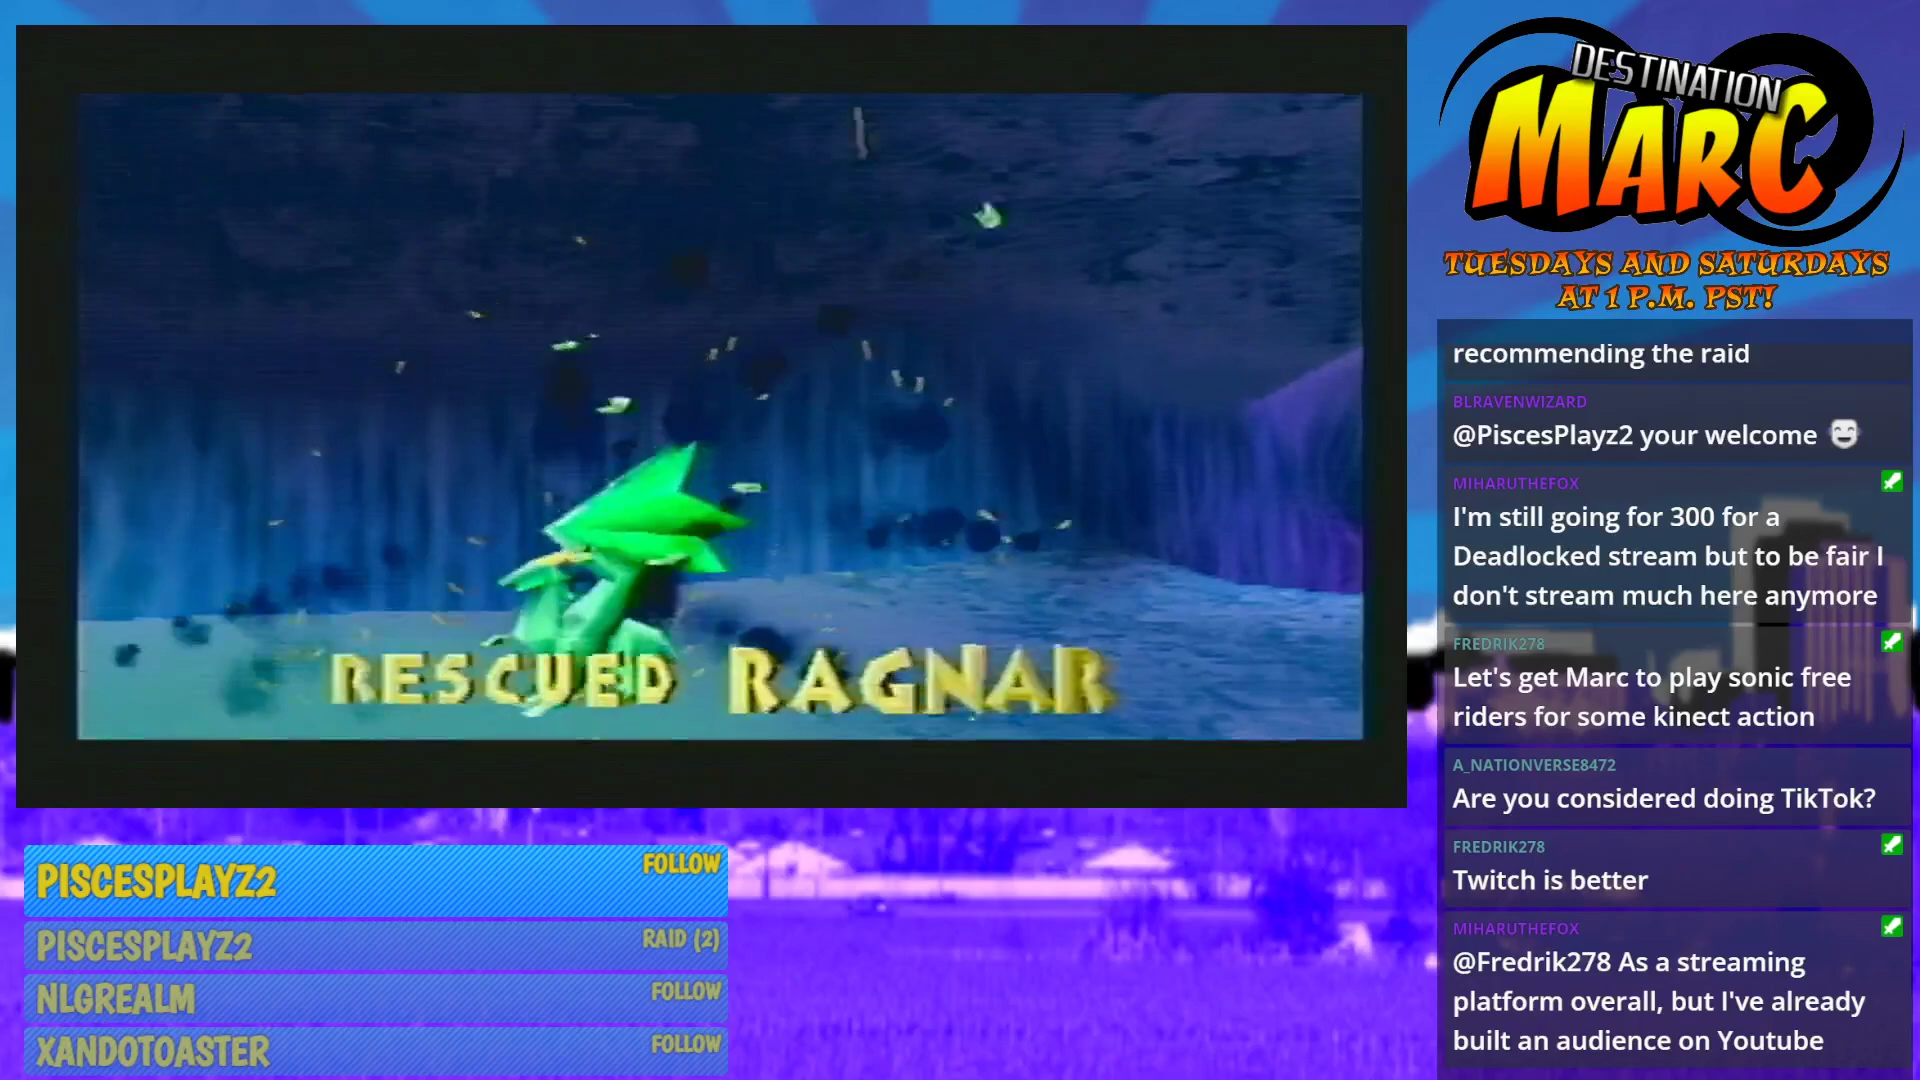 DESTINATION
MARC
TUESDAYS AND SATURDAYS
AT 1 P.M. PST!
RESCUED RAGNAR
recommending the raid
BLRAVENWIZARD
@PiscesPlayz2 your welcome
MIHARUTHEFOX
I'm still going for 300 for a
Deadlocked stream but to be fair I
don't stream much here anymore
FREDRIK278
Let's get Marc to play sonic free
riders for some kinect action
A_NATIONVERSE8472
Are you considered doing TikTok?
FREDRIK278
Twitch is better
MIHARUTHEFOX
@Fredrik278 As a streaming
platform overall, but I've already
built an audience on Youtube
PISCESPLAYZ2 FOLLOW
PISCESPLAYZ2 RAID (2)
NLGREALM FOLLOW
XANDOTOASTER FOLLOW